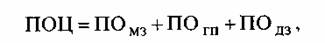 ПОЦ = ПО мз + ПО гп + ПО дз ,